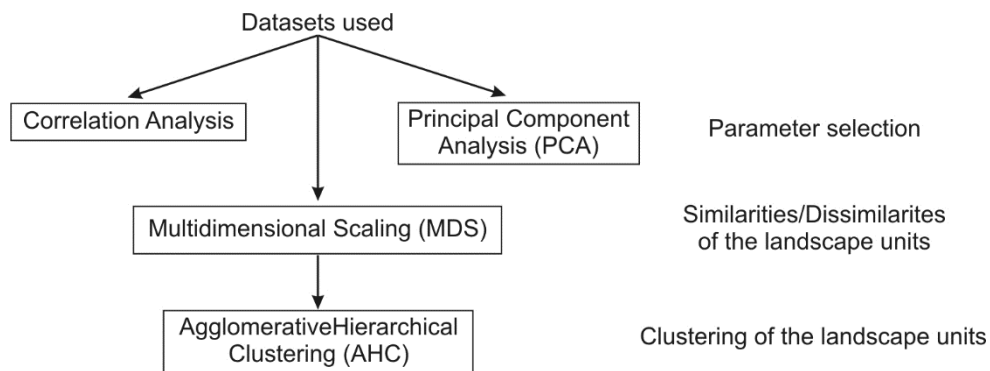 Datasets used
Correlation Analysis
Principal Component
Analysis (PCA)
Parameter selection
Multidimensional Scaling (MDS)
Similarities/Dissimilarites
of the landscape units
AgglomerativeHierarchical
Clustering (AHC)
Clustering of the landscape units